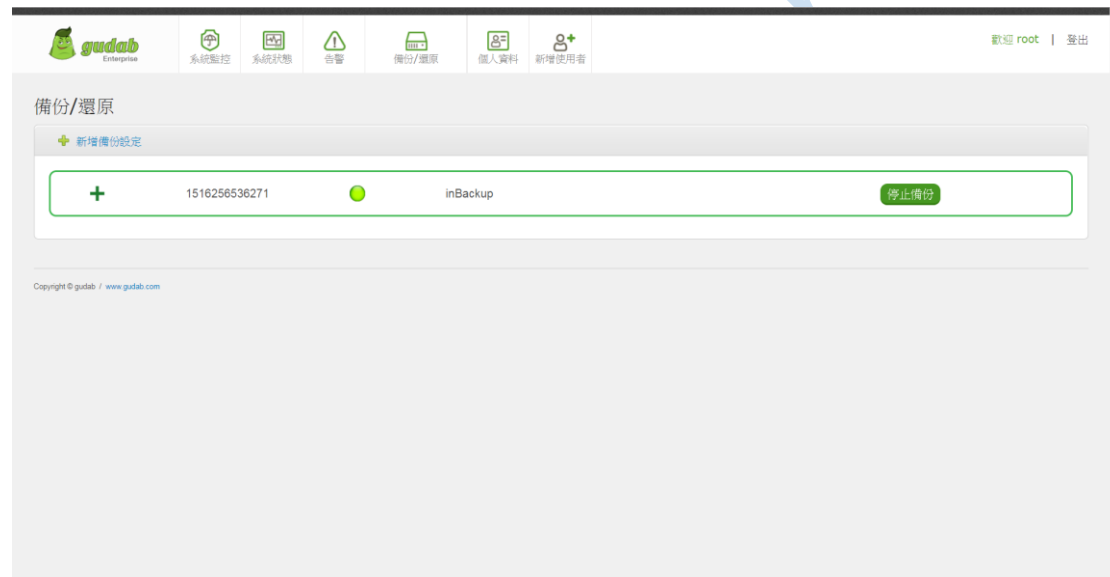 gudab
Enterprise
系統監控
系統狀態
告警
備份/還原
個人資料
新增使用者
歡迎 root | 登出
備份/還原
新增備份設定
1516256536271 inBackup 停止備份
Copyright © gudab / www.gudab.com